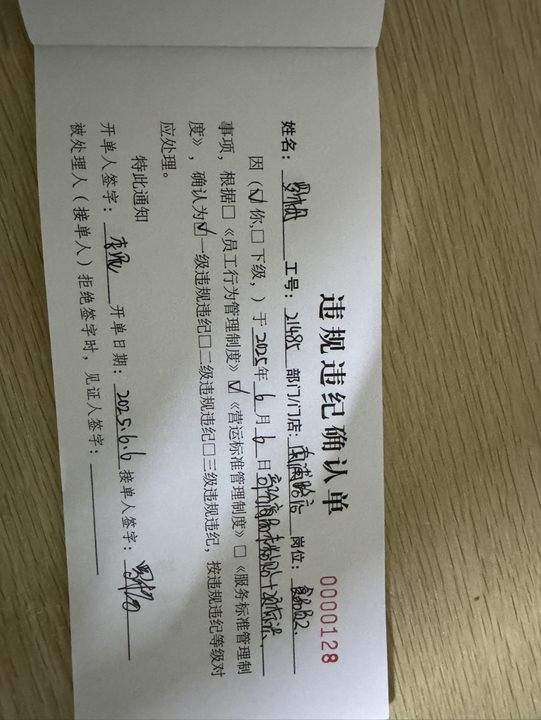 违规违纪确认单
0000128
姓名： 工号：21485 部门/门店： 岗位：
因（☑你,□下级，）于2025年6月6日
事项，根据□《员工行为管理制度》☑《营运标准管理制度》□《服务标准管理制
度》，确认为☑一级违规违纪□二级违规违纪□三级违规违纪，按违规违纪等级对
应处理。
特此通知
开单人签字： 开单日期：2025.6.6 接单人签字：
被处理人（接单人）拒绝签字时，见证人签字：